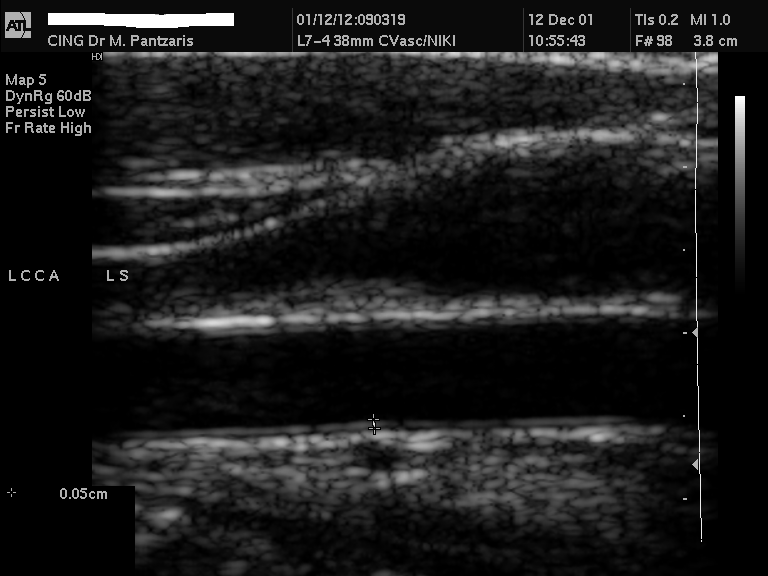 ATL
01/12/12:090319
12 Dec 01
TIs 0.2 MI 1.0
CING Dr M. Pantzaris
L7-4 38mm CVasc/NIKI
10:55:43
F# 98 3.8 cm
HDI
Map 5
DynRg 60dB
Persist Low
Fr Rate High
LCCA LS
0.05cm